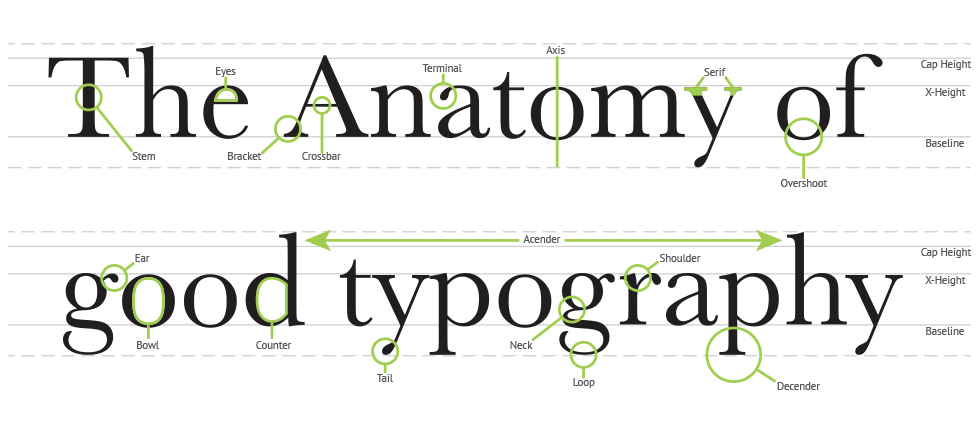 The Anatomy of
Eyes
Terminal
Axis
Serif
Cap Height
X-Height
Baseline
Stem
Bracket
Crossbar
Overshoot
good typography
Acender
Ear
Shoulder
Cap Height
X-Height
Baseline
Bowl
Counter
Neck
Tail
Loop
Decender